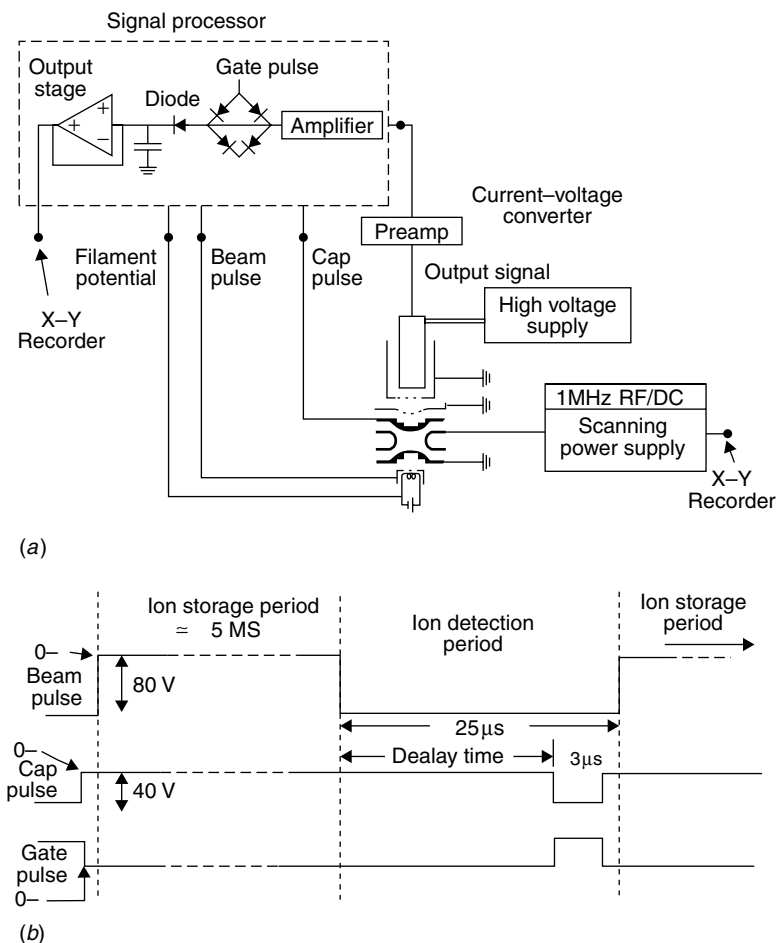 Signal processor
Output
stage
Gate pulse
Diode
Amplifier
+
+
−
Current–voltage
converter
Preamp
Filament
potential
Beam
pulse
Cap
pulse
Output signal
High voltage
supply
X–Y
Recorder
1MHz RF/DC
Scanning
power supply
X–Y
Recorder
(a)
Ion storage period
≃ 5 MS
Ion detection
period
Ion storage
period
0–
Beam
pulse
80 V
25μs
0–
Cap
pulse
40 V
Dealay time
3μs
Gate
pulse
0–
(b)